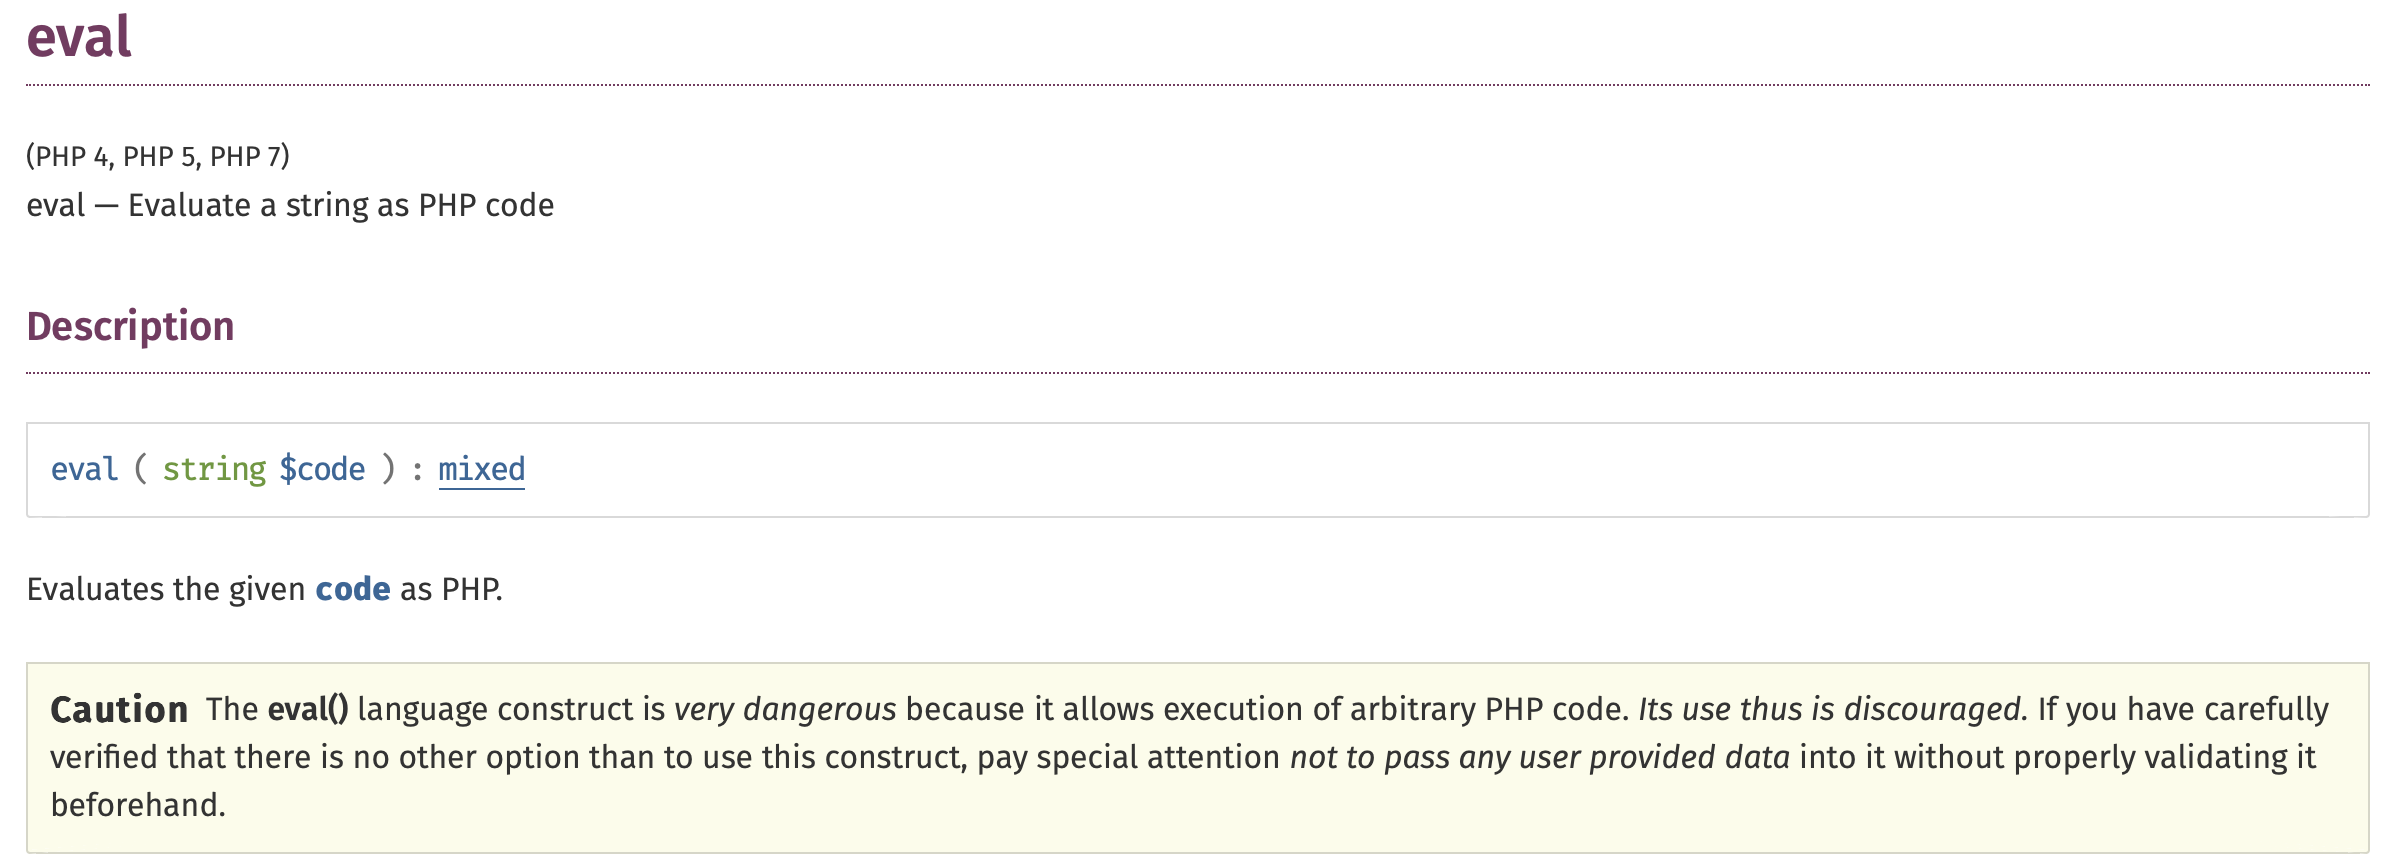 eval
(PHP 4, PHP 5, PHP 7)
eval — Evaluate a string as PHP code
Description
eval ( string $code ) : mixed
Evaluates the given code as PHP.
Caution The eval() language construct is very dangerous because it allows execution of arbitrary PHP code. Its use thus is discouraged. If you have carefully
verified that there is no other option than to use this construct, pay special attention not to pass any user provided data into it without properly validating it
beforehand.